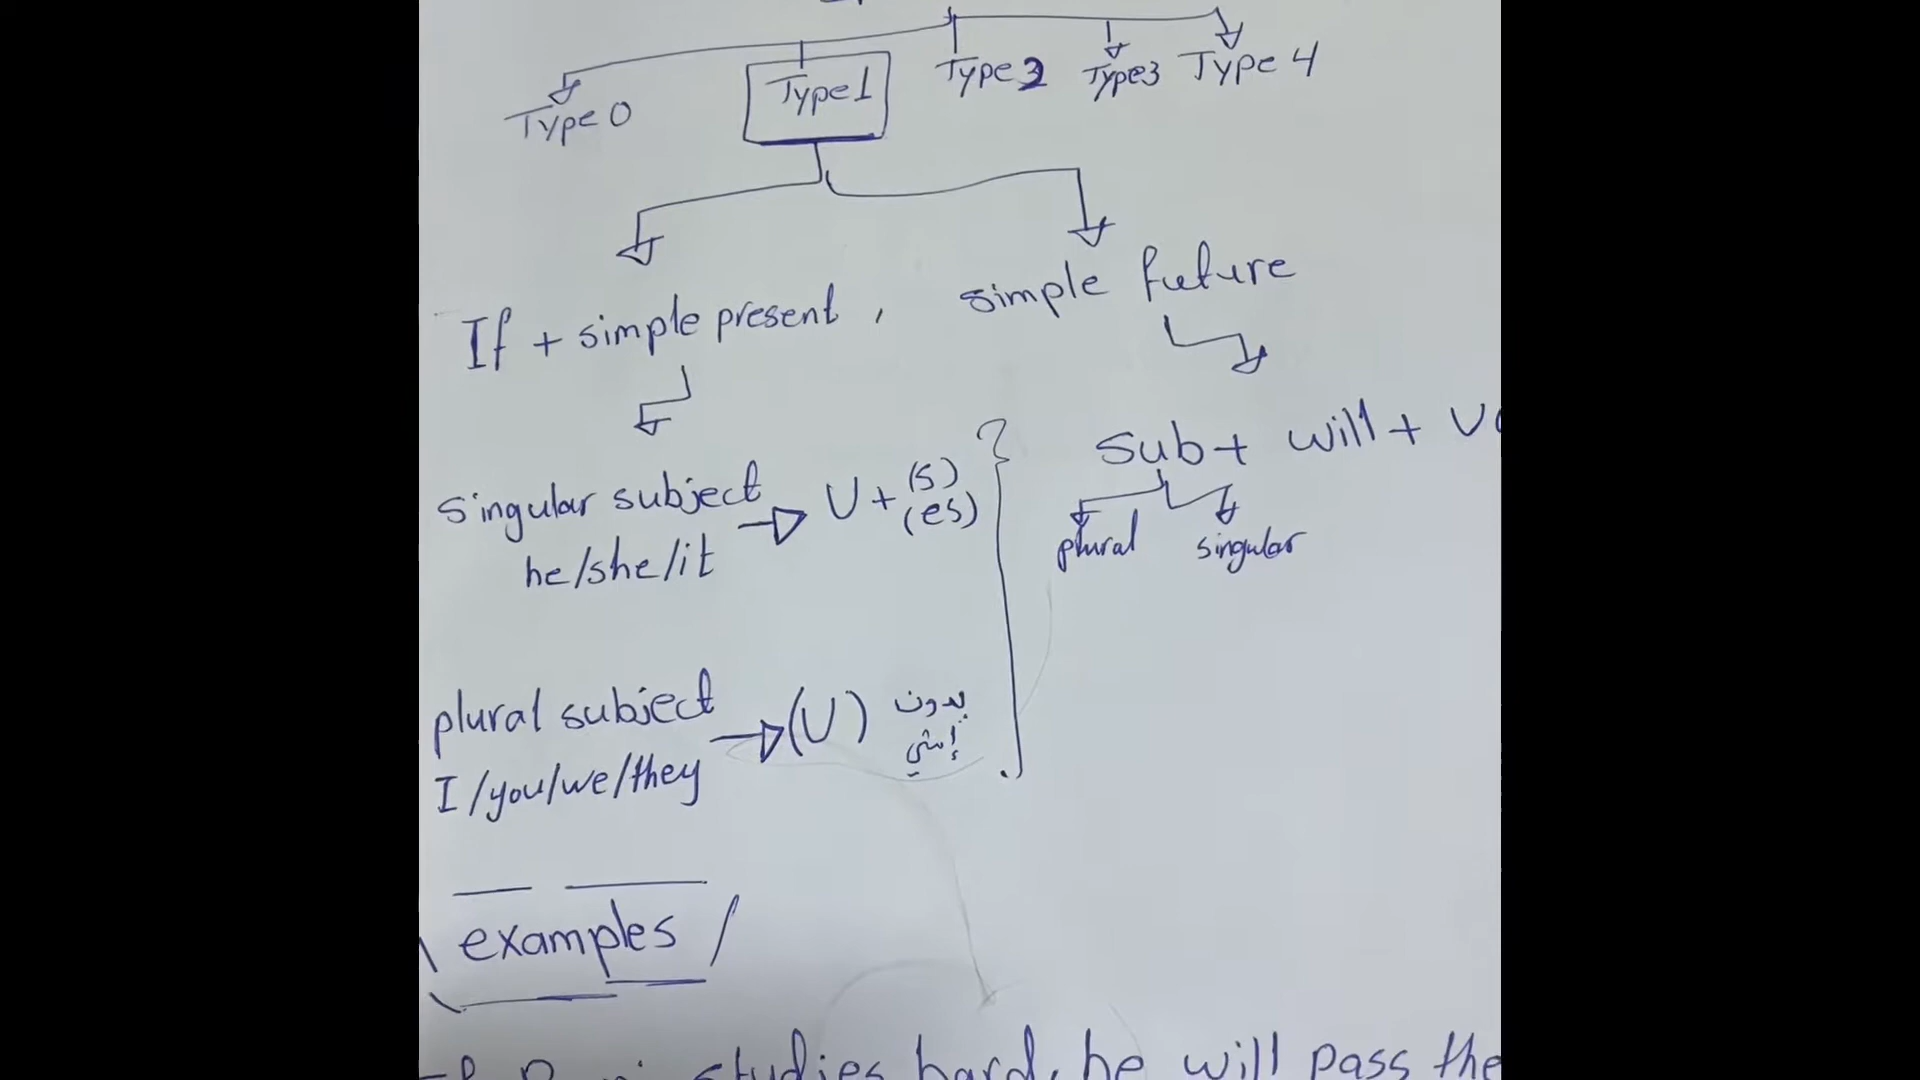 Type 0 Type 1 Type 2 Type3 Type 4
If + simple present , simple future
sub + will +
plural singular
singular subject → V + (s)
(es)
he/she/it
plural subject → (V) بدون
إشي
I/you/we/they
examples
studies hard, he will pass the